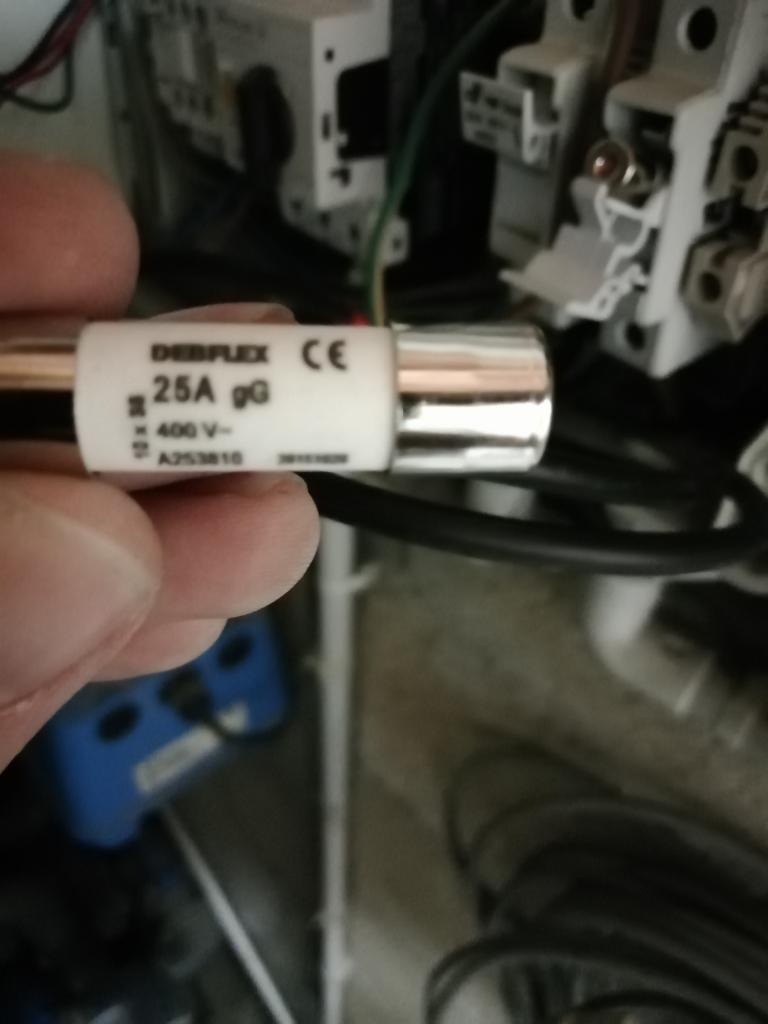 DEBFLEX CE
25A gG
10 x 38
400 V~
A253810